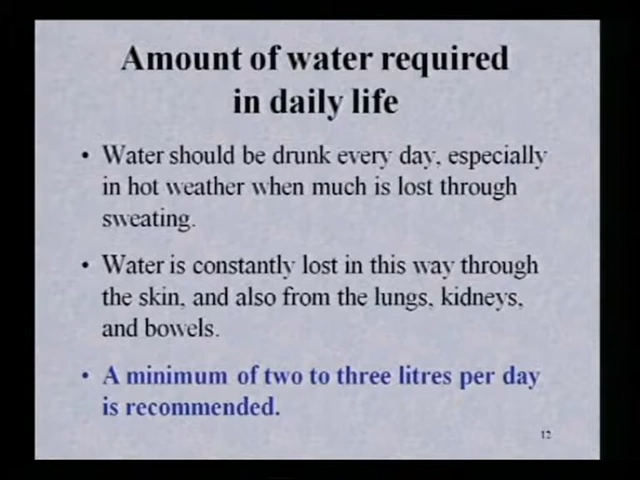 Amount of water required
in daily life
• Water should be drunk every day, especially
in hot weather when much is lost through
sweating.
• Water is constantly lost in this way through
the skin, and also from the lungs, kidneys,
and bowels.
• A minimum of two to three litres per day
is recommended.
12